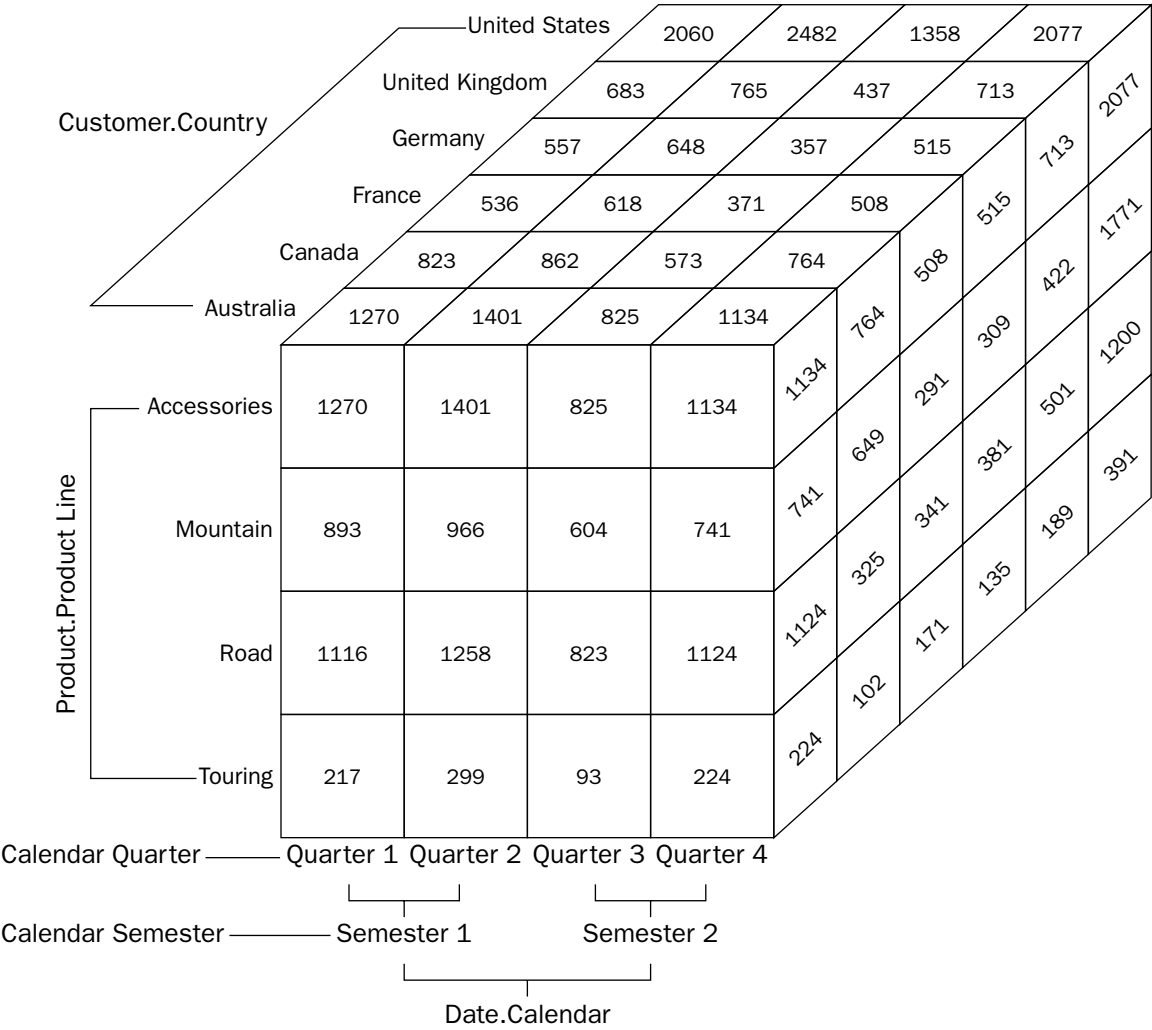 United States 2060 2482 1358 2077
United Kingdom 683 765 437 713 2077
Customer.Country
Germany 557 648 357 515 713
France 536 618 371 508 515 1771
Canada 823 862 573 764 508 422
Australia 1270 1401 825 1134 764 309 1200
Accessories 1270 1401 825 1134 1134 291 501
649 381 391
Mountain 893 966 604 741 741 341 189
325 135
Product.Product Line
Road 1116 1258 823 1124 1124 171
102
Touring 217 299 93 224 224
Calendar Quarter Quarter 1 Quarter 2 Quarter 3 Quarter 4
Calendar Semester Semester 1 Semester 2
Date.Calendar